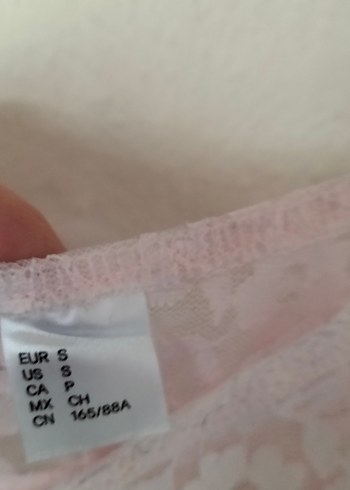 EUR S
US S
CA P
MX CH
CN 165/88A